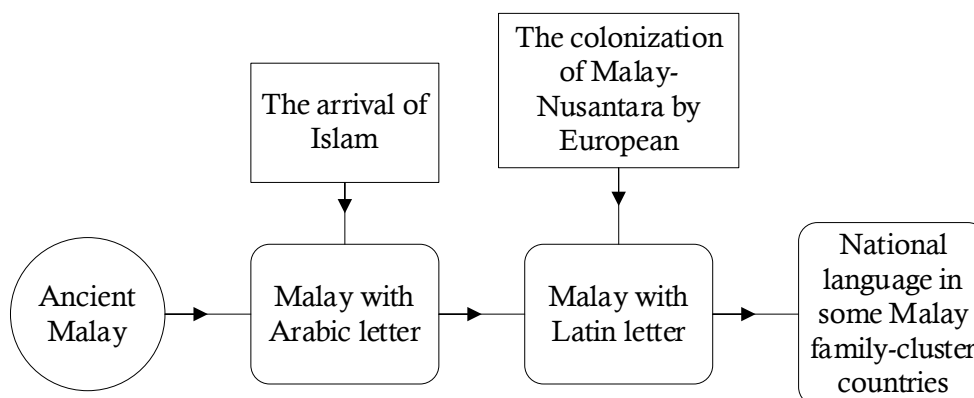 The colonization
of Malay-
Nusantara by
European
The arrival of
Islam
Ancient
Malay
Malay with
Arabic letter
Malay with
Latin letter
National
language in
some Malay
family-cluster
countries